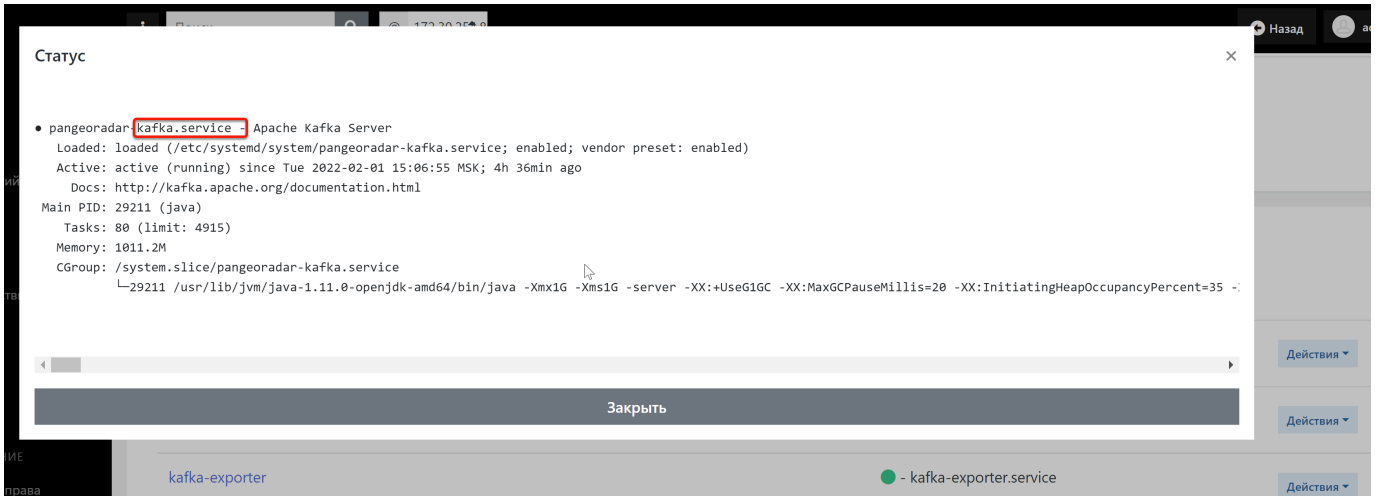 Назад
Статус
● pangeoradar-kafka.service - Apache Kafka Server
Loaded: loaded (/etc/systemd/system/pangeoradar-kafka.service; enabled; vendor preset: enabled)
Active: active (running) since Tue 2022-02-01 15:06:55 MSK; 4h 36min ago
Docs: http://kafka.apache.org/documentation.html
Main PID: 29211 (java)
Tasks: 80 (limit: 4915)
Memory: 1011.2M
CGroup: /system.slice/pangeoradar-kafka.service
└─29211 /usr/lib/jvm/java-1.11.0-openjdk-amd64/bin/java -Xmx1G -Xms1G -server -XX:+UseG1GC -XX:MaxGCPauseMillis=20 -XX:InitiatingHeapOccupancyPercent=35
Действия
Закрыть
Действия
kafka-exporter - kafka-exporter.service
Действия